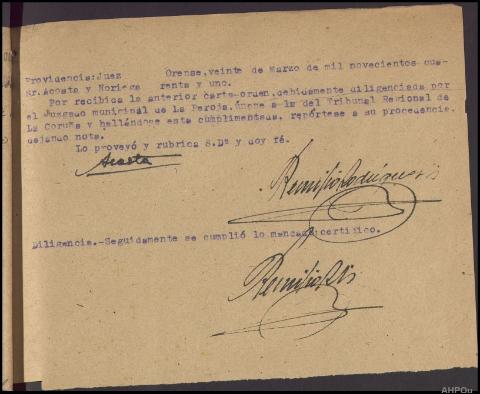 Providencia:Juez Orense,veinte de Marzo de mil novecientos cua-
Sr.Acosta y Noriega renta y uno.
Por recibida la anterior carta-orden,debidamente diligenciada por
el Juzgado municipal de La Peroja,únase a la del Tribunal Regional de
La Coruña y hallándose esta cumplimentada, repórtese a su procedencia,
dejando nota.
Lo proveyó y rubrica S.Sª y doy fé.
Acosta
Remisio Rodríguez
Diligencia.-Seguidamente se cumplió lo mandado certifico.
AHPOu